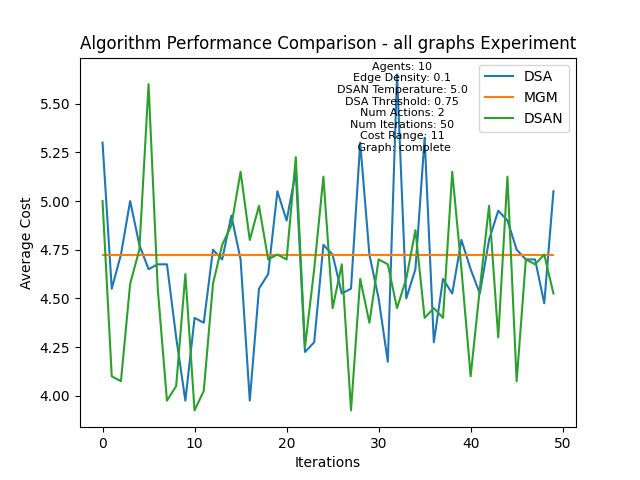 Algorithm Performance Comparison - all graphs Experiment
Agents: 10
Edge Density: 0.1
DSAN Temperature: 5.0
DSA Threshold: 0.75
Num Actions: 2
Num Iterations: 50
Cost Range: 11
Graph: complete
DSA
MGM
DSAN
Average Cost
5.50
5.25
5.00
4.75
4.50
4.25
4.00
0
10
20
30
40
50
Iterations